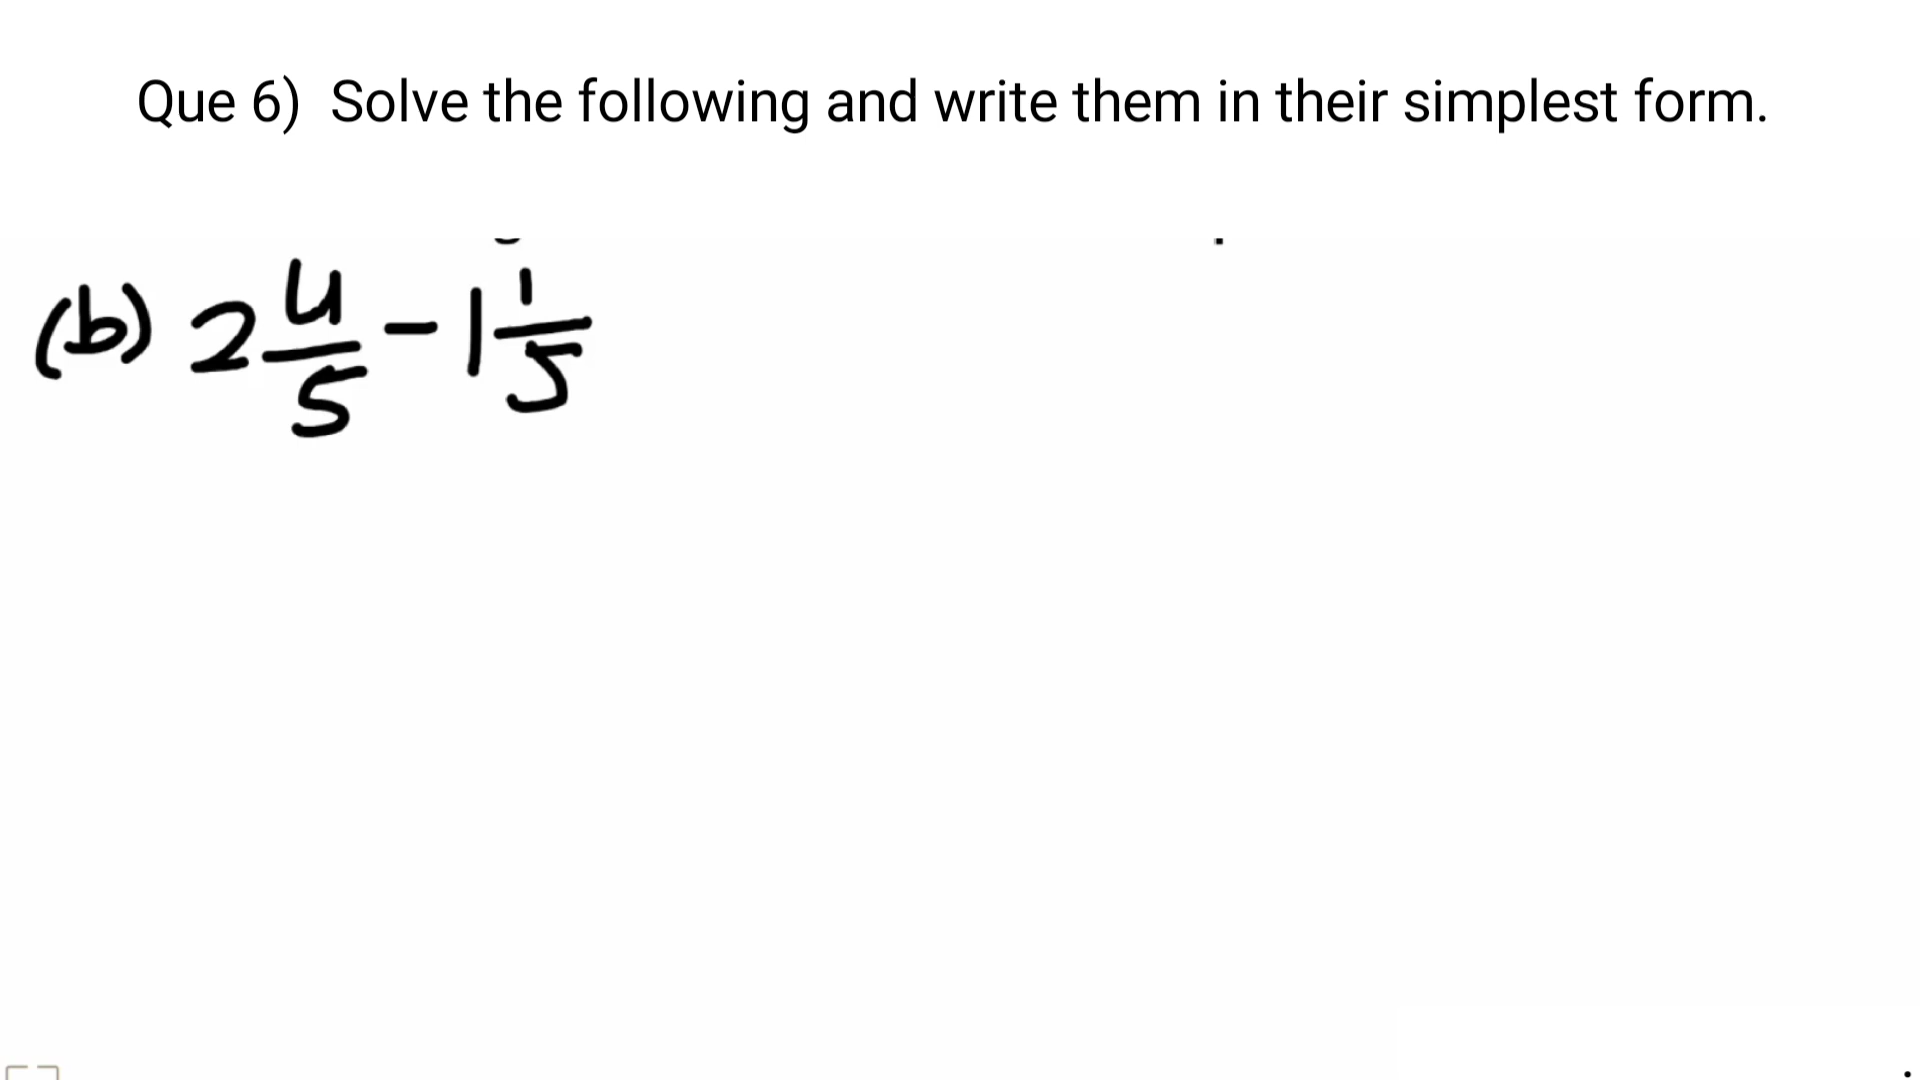 Que 6) Solve the following and write them in their simplest form.
(b) 2 4/5 - 1 1/5